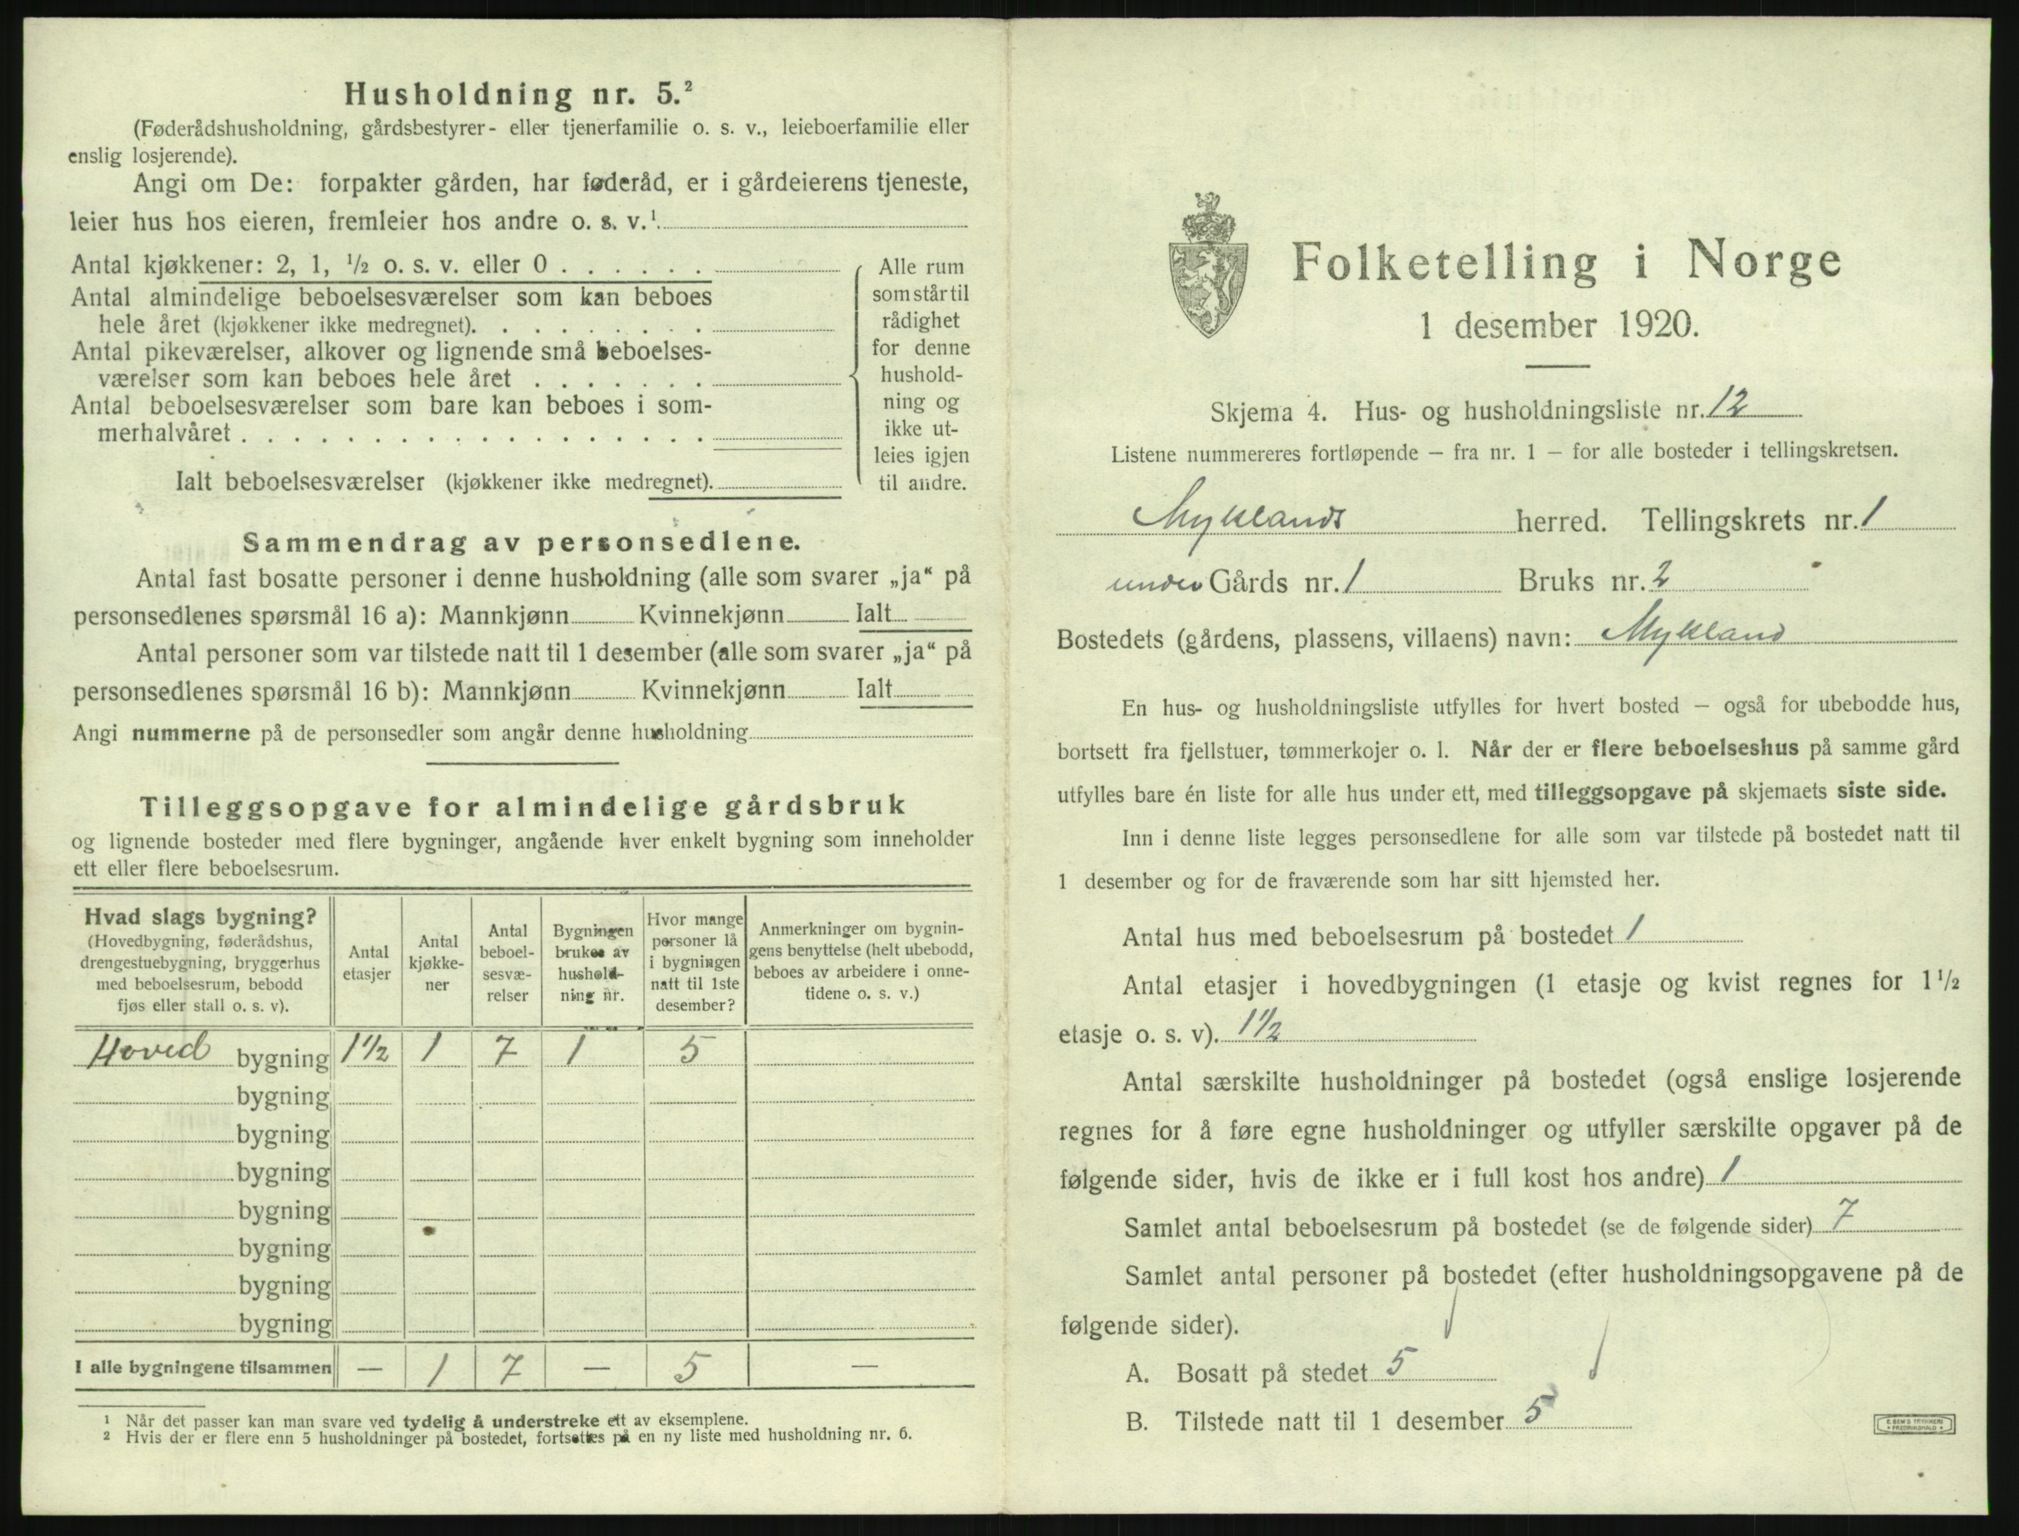 Husholdning nr. 5.²
(Føderådshusholdning, gårdsbestyrer- eller tjenerfamilie o. s. v., leieboerfamilie eller
enslig losjerende).
Angi om De: forpakter gården, har føderåd, er i gårdeierens tjeneste,
leier hus hos eieren, fremleier hos andre o. s. v.¹
Antal kjøkkener: 2, 1, ½ o. s. v. eller 0 . . . . . .
Antal almindelige beboelsesværelser som kan beboes
hele året (kjøkkener ikke medregnet). . . . . . . . .
Antal pikeværelser, alkover og lignende små beboelses-
værelser som kan beboes hele året . . . . . . .
Antal beboelsesværelser som bare kan beboes i som-
merhalvåret . . . . . . . . . . . . . . . . . .
Ialt beboelsesværelser (kjøkkener ikke medregnet).
Alle rum
som står til
rådighet
for denne
hushold-
ning og
ikke ut-
leies igjen
til andre.
Sammendrag av personsedlene.
Antal fast bosatte personer i denne husholdning (alle som svarer „ja“ på
personsedlenes spørsmål 16 a): Mannkjønn Kvinnekjønn Ialt
Antal personer som var tilstede natt til 1 desember (alle som svarer „ja“ på
personsedlenes spørsmål 16 b): Mannkjønn Kvinnekjønn Ialt
Angi nummerne på de personsedler som angår denne husholdning
Tilleggsopgave for almindelige gårdsbruk
og lignende bosteder med flere bygninger, angående hver enkelt bygning som inneholder
ett eller flere beboelsesrum.
Hvad slags bygning?
(Hovedbygning, føderådshus,
drengestuebygning, bryggerhus
med beboelsesrum, bebodd
fjøs eller stall o. s. v).
Antal
etasjer
Antal
kjøkke-
ner
Antal
beboel-
sesvæ-
relser
Bygningen
brukes av
hushold-
ning nr.
Hvor mange
personer lå
i bygningen
natt til 1ste
desember?
Anmerkninger om bygnin-
gens benyttelse (helt ubebodd,
beboes av arbeidere i onne-
tidene o. s. v.)
Hoved bygning 1½ 1 7 1 5
bygning
bygning
bygning
bygning
bygning
bygning
bygning
I alle bygningene tilsammen — 1 7 — 5 —
¹ Når det passer kan man svare ved tydelig å understreke ett av eksemplene.
² Hvis der er flere enn 5 husholdninger på bostedet, fortsettes på en ny liste med husholdning nr. 6.
Folketelling i Norge
1 desember 1920.
Skjema 4. Hus- og husholdningsliste nr. 12
Listene nummereres fortløpende – fra nr. 1 – for alle bosteder i tellingskretsen.
Myklands herred. Tellingskrets nr. 1
under Gårds nr. 1 Bruks nr. 2
Bostedets (gårdens, plassens, villaens) navn: Mykland
En hus- og husholdningsliste utfylles for hvert bosted – også for ubebodde hus,
bortsett fra fjellstuer, tømmerkojer o. l. Når der er flere beboelseshus på samme gård
utfylles bare én liste for alle hus under ett, med tilleggsopgave på skjemaets siste side.
Inn i denne liste legges personsedlene for alle som var tilstede på bostedet natt til
1 desember og for de fraværende som har sitt hjemsted her.
Antal hus med beboelsesrum på bostedet 1
Antal etasjer i hovedbygningen (1 etasje og kvist regnes for 1½
etasje o. s. v). 1½
Antal særskilte husholdninger på bostedet (også enslige losjerende
regnes for å føre egne husholdninger og utfyller særskilte opgaver på de
følgende sider, hvis de ikke er i full kost hos andre) 1
Samlet antal beboelsesrum på bostedet (se de følgende sider) 7
Samlet antal personer på bostedet (efter husholdningsopgavene på de
følgende sider).
A. Bosatt på stedet 5
B. Tilstede natt til 1 desember 5